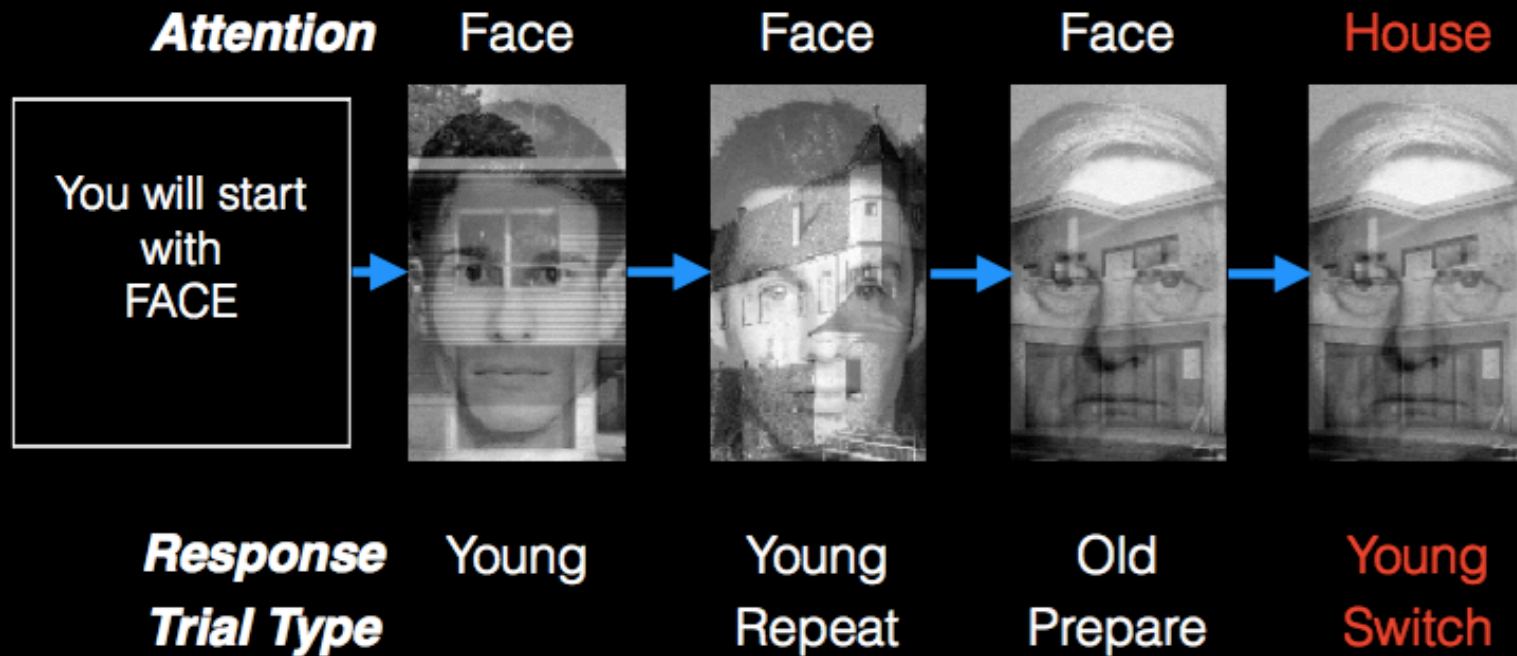 Attention Face Face Face House
You will start
with
FACE
Response Young Young Old Young
Trial Type Repeat Prepare Switch